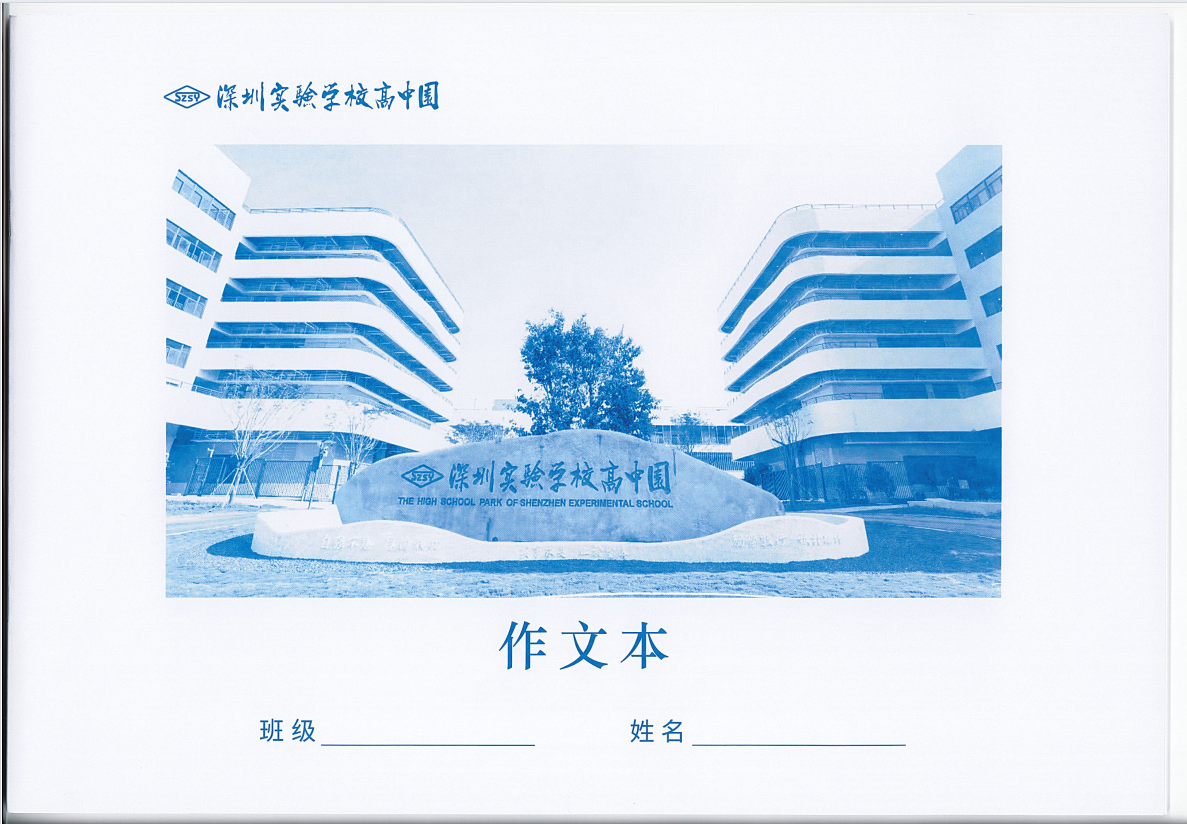 SZSY 深圳实验学校高中园
SZSY 深圳实验学校高中园
THE HIGH SCHOOL PARK OF SHENZHEN EXPERIMENTAL SCHOOL
作文本
班级
姓名